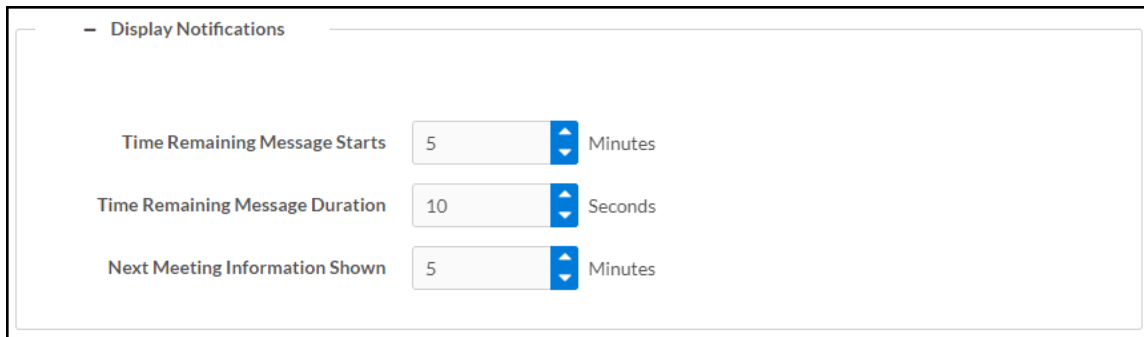 – Display Notifications
Time Remaining Message Starts 5 Minutes
Time Remaining Message Duration 10 Seconds
Next Meeting Information Shown 5 Minutes